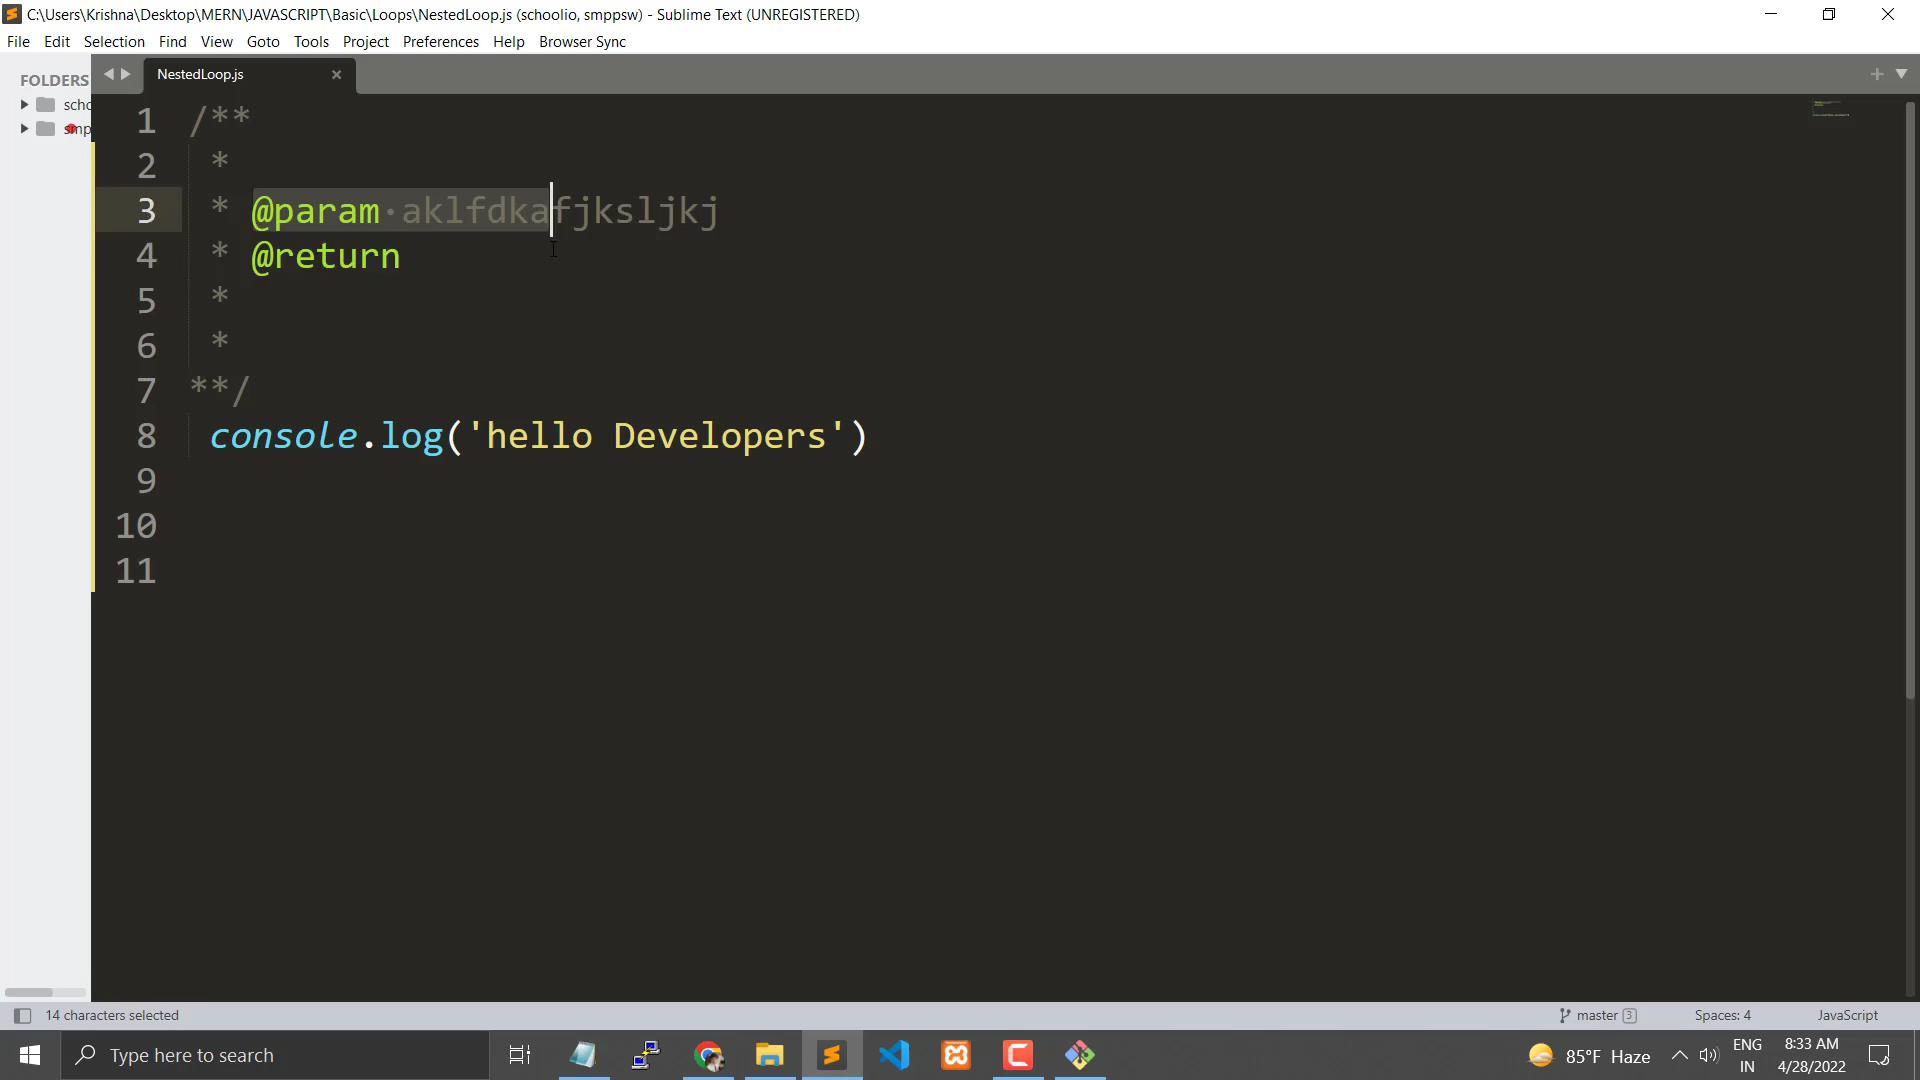 C:\Users\Krishna\Desktop\MERN\JAVASCRIPT\Basic\Loops\NestedLoop.js (schoolio, smppsw) - Sublime Text (UNREGISTERED)
File Edit Selection Find View Goto Tools Project Preferences Help Browser Sync
FOLDERS
NestedLoop.js
scho
smpp
1 /**
2 *
3 * @param aklfdkafjksljkj
4 * @return
5 *
6 *
7 **/
8 console.log('hello Developers')
9
10
11
14 characters selected
master 3
Spaces: 4
JavaScript
Type here to search
85°F Haze
ENG
IN
8:33 AM
4/28/2022